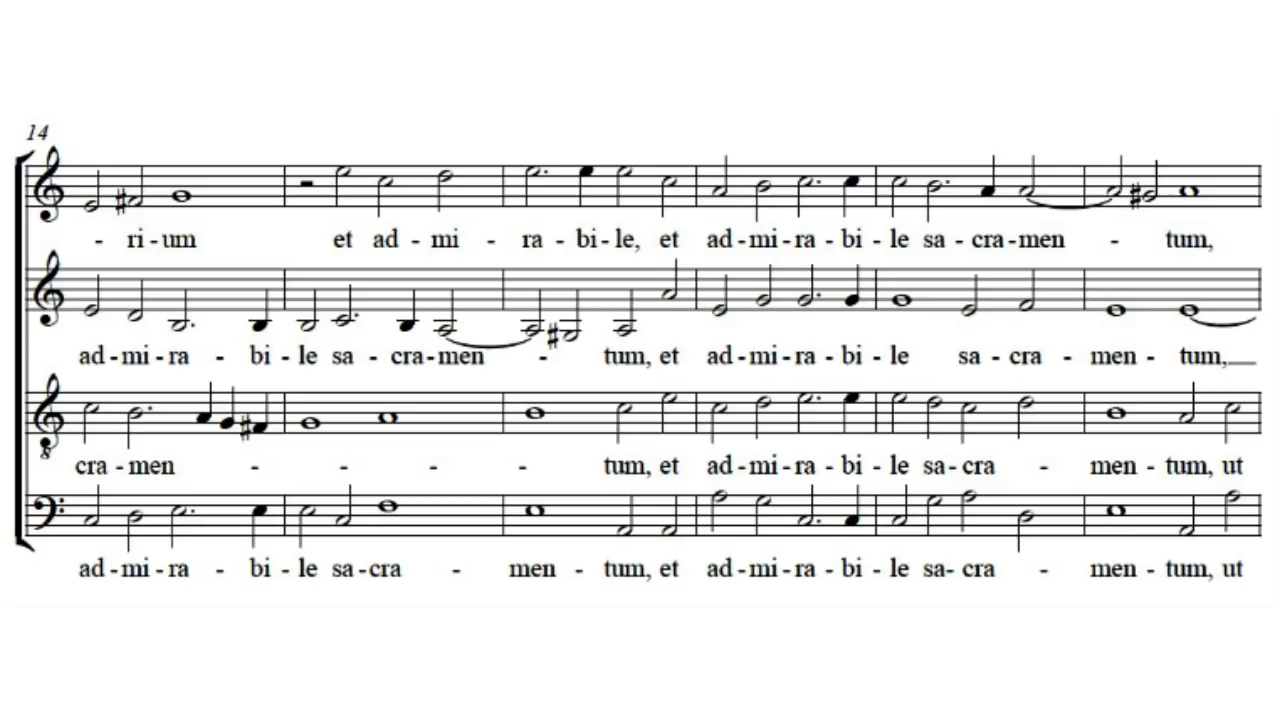 14
- ri - um et ad - mi - ra - bi - le, et ad - mi - ra - bi - le sa - cra - men - tum,
ad - mi - ra - bi - le sa - cra - men - tum, et ad - mi - ra - bi - le sa - cra - men - tum,
cra - men - - - - tum, et ad - mi - ra - bi - le sa - cra - men - tum, ut
8
ad - mi - ra - bi - le sa - cra - men - tum, et ad - mi - ra - bi - le sa - cra - men - tum, ut